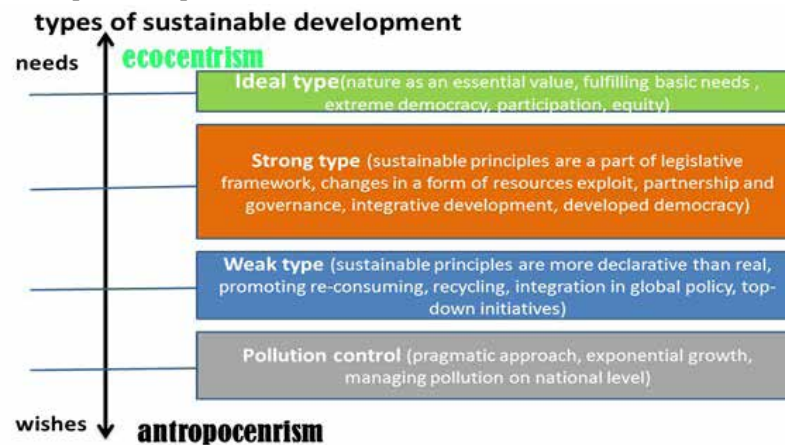 types of sustainable development
needs
ecocentrism
Ideal type(nature as an essential value, fulfilling basic needs ,
extreme democracy, participation, equity)
Strong type (sustainable principles are a part of legislative
framework, changes in a form of resources exploit, partnership and
governance, integrative development, developed democracy)
Weak type (sustainable principles are more declarative than real,
promoting re-consuming, recycling, integration in global policy, top-
down initiatives)
Pollution control (pragmatic approach, exponential growth,
managing pollution on national level)
wishes
antropocenrism